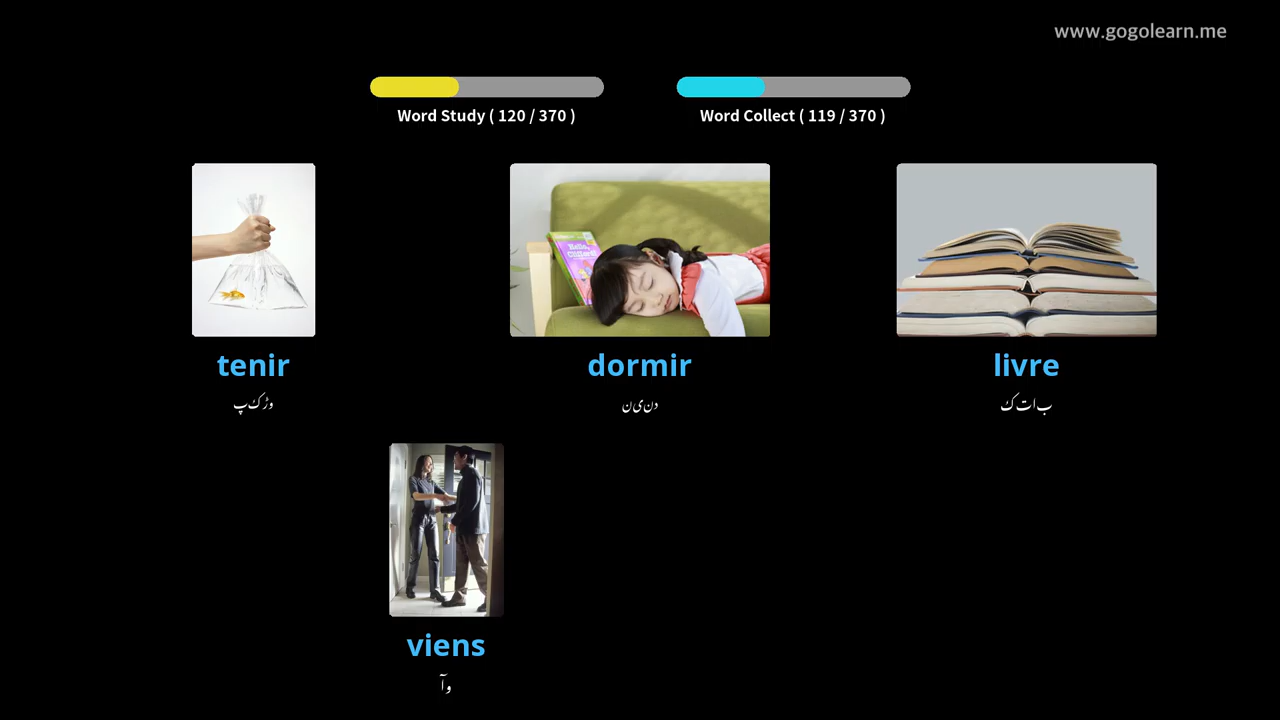 www.gogolearn.me
Word Study ( 120 / 370 )
Word Collect ( 119 / 370 )
Hello,
tenir
وڑکپ
dormir
دنین
livre
باتک
viens
وآ